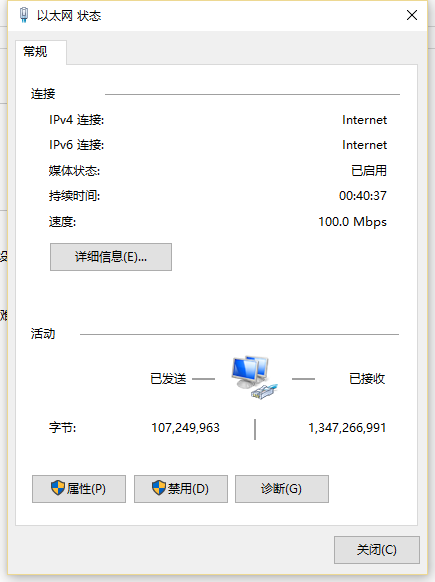 以太网 状态
常规
连接
IPv4 连接: Internet
IPv6 连接: Internet
媒体状态: 已启用
持续时间: 00:40:37
速度: 100.0 Mbps
详细信息(E)...
活动
已发送 已接收
字节: 107,249,963 1,347,266,991
属性(P) 禁用(D) 诊断(G)
关闭(C)